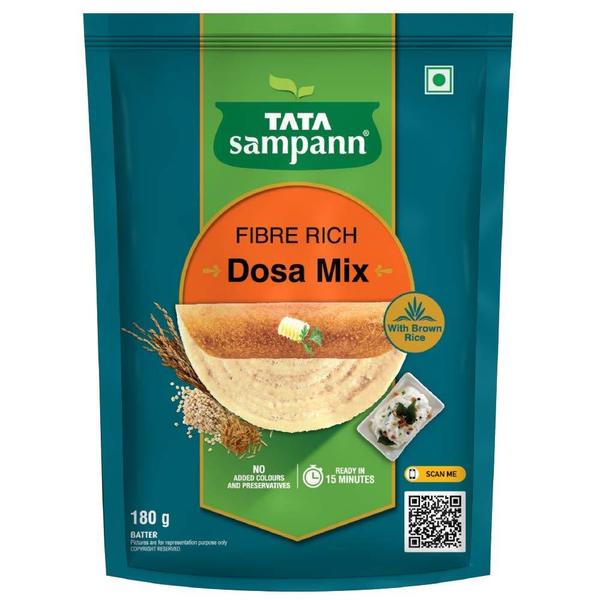 TATA
sampann®
FIBRE RICH
Dosa Mix
With Brown
Rice
NO
ADDED COLOURS
AND PRESERVATIVES
READY IN
15 MINUTES
SCAN ME
180 g
BATTER
Pictures are for representation purpose only
COPYRIGHT RESERVED